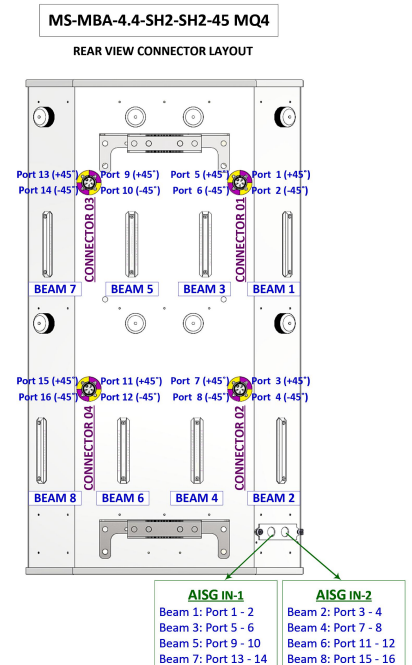 MS-MBA-4.4-SH2-SH2-45 MQ4
REAR VIEW CONNECTOR LAYOUT
Port 13 (+45°) Port 9 (+45°) Port 5 (+45°) Port 1 (+45°)
Port 14 (-45°) Port 10 (-45°) Port 6 (-45°) Port 2 (-45°)
CONNECTOR 03
CONNECTOR 01
BEAM 7 BEAM 5 BEAM 3 BEAM 1
Port 15 (+45°) Port 11 (+45°) Port 7 (+45°) Port 3 (+45°)
Port 16 (-45°) Port 12 (-45°) Port 8 (-45°) Port 4 (-45°)
CONNECTOR 04
CONNECTOR 02
BEAM 8 BEAM 6 BEAM 4 BEAM 2
AISG IN-1
Beam 1: Port 1 - 2
Beam 3: Port 5 - 6
Beam 5: Port 9 - 10
Beam 7: Port 13 - 14
AISG IN-2
Beam 2: Port 3 - 4
Beam 4: Port 7 - 8
Beam 6: Port 11 - 12
Beam 8: Port 15 - 16